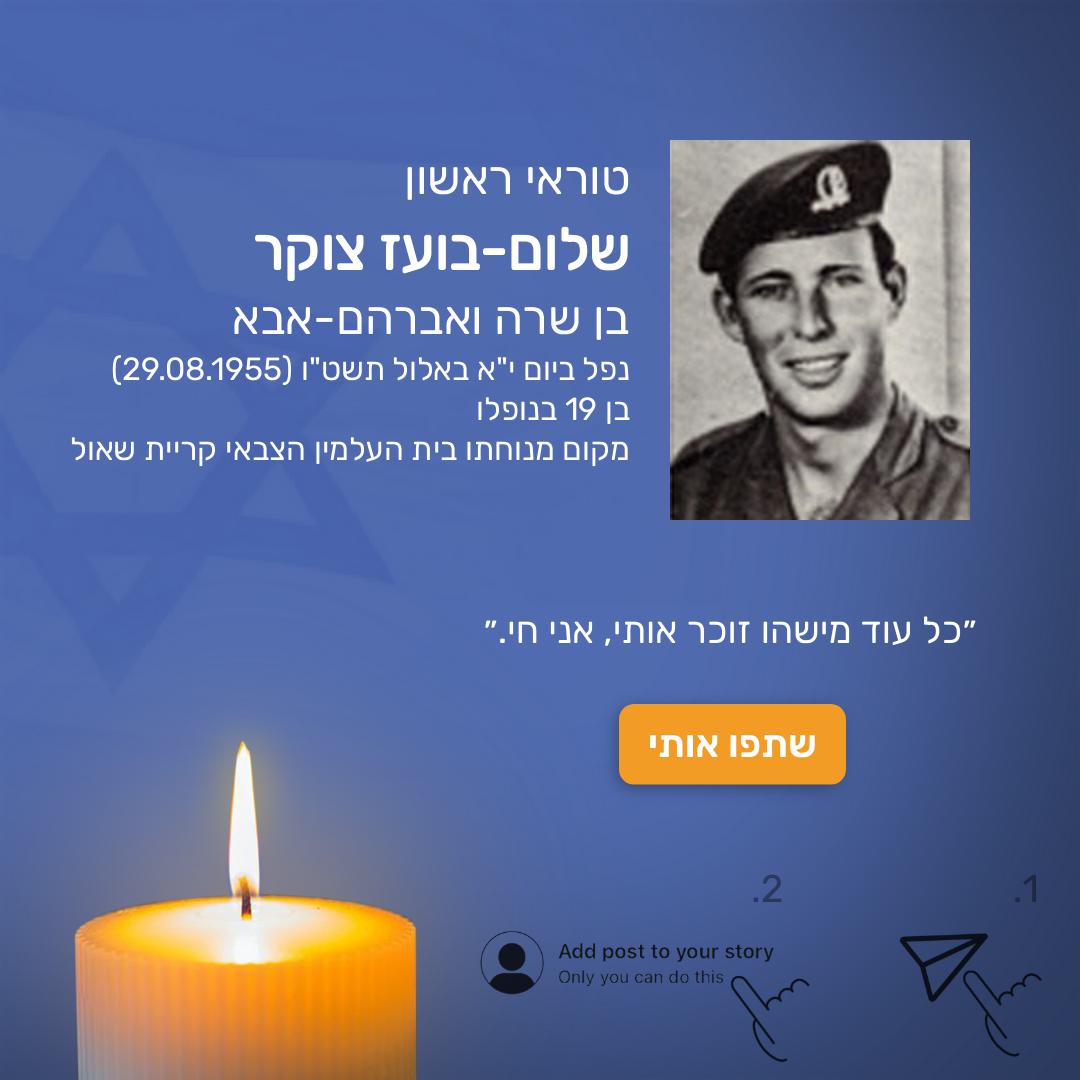 טוראי ראשון
שלום-בועז צוקר
בן שרה ואברהם-אבא
נפל ביום י"א באלול תשט"ו (29.08.1955)
בן 19 בנופלו
מקום מנוחתו בית העלמין הצבאי קריית שאול
״כל עוד מישהו זוכר אותי, אני חי.״
שתפו אותי
1.
2.
Add post to your story
Only you can do this